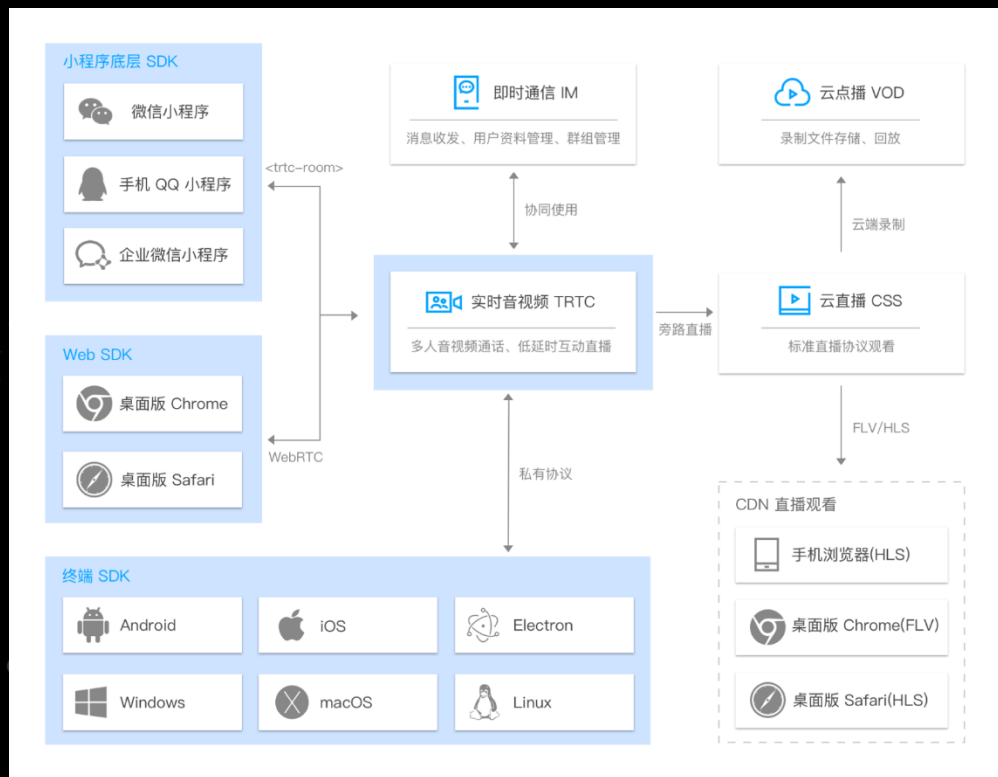 小程序底层 SDK
微信小程序
手机 QQ 小程序
企业微信小程序
<trtc-room>
Web SDK
桌面版 Chrome
桌面版 Safari
WebRTC
即时通信 IM
消息收发、用户资料管理、群组管理
协同使用
实时音视频 TRTC
多人音视频通话、低延时互动直播
旁路直播
私有协议
云点播 VOD
录制文件存储、回放
云端录制
云直播 CSS
标准直播协议观看
FLV/HLS
CDN 直播观看
手机浏览器(HLS)
桌面版 Chrome(FLV)
桌面版 Safari(HLS)
终端 SDK
Android
iOS
Electron
Windows
macOS
Linux